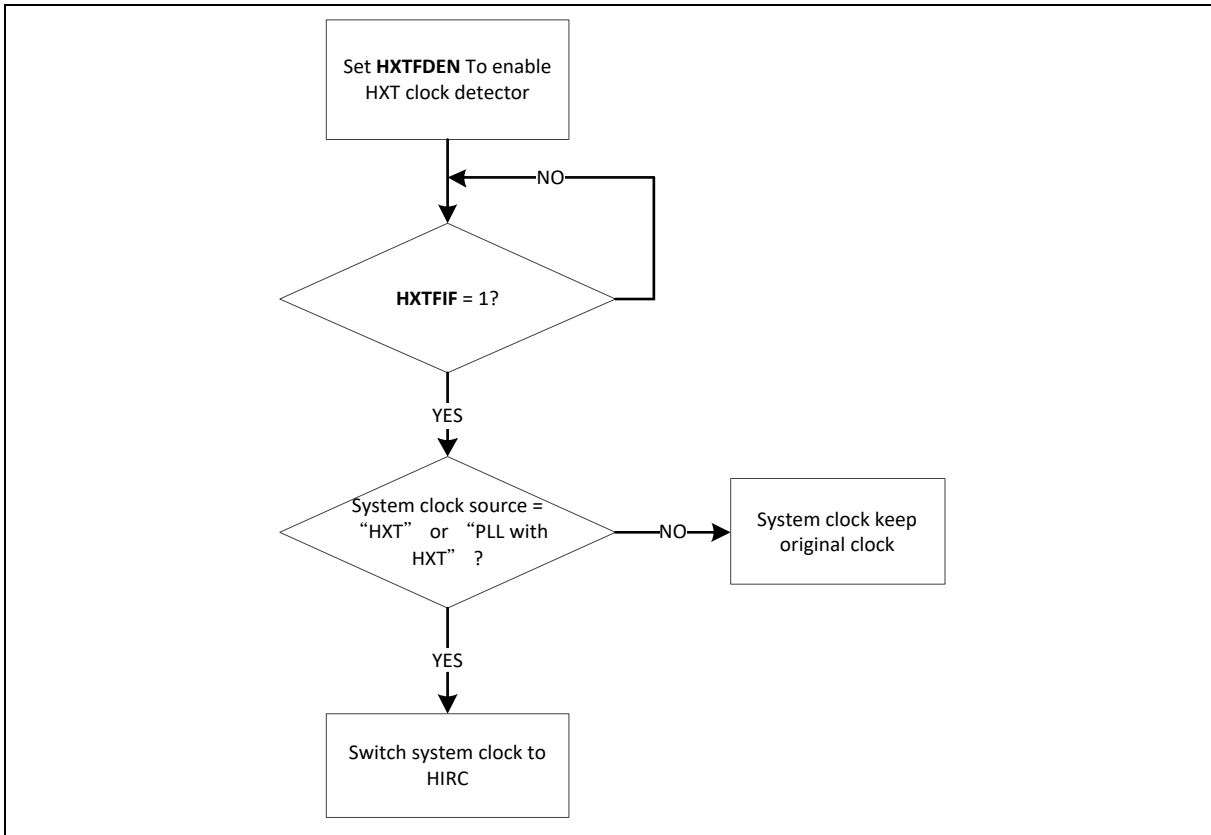 Set HXTFDEN To enable
HXT clock detector
NO
HXTFIF = 1?
YES
System clock source =
“HXT” or “PLL with
HXT” ?
NO
System clock keep
original clock
YES
Switch system clock to
HIRC